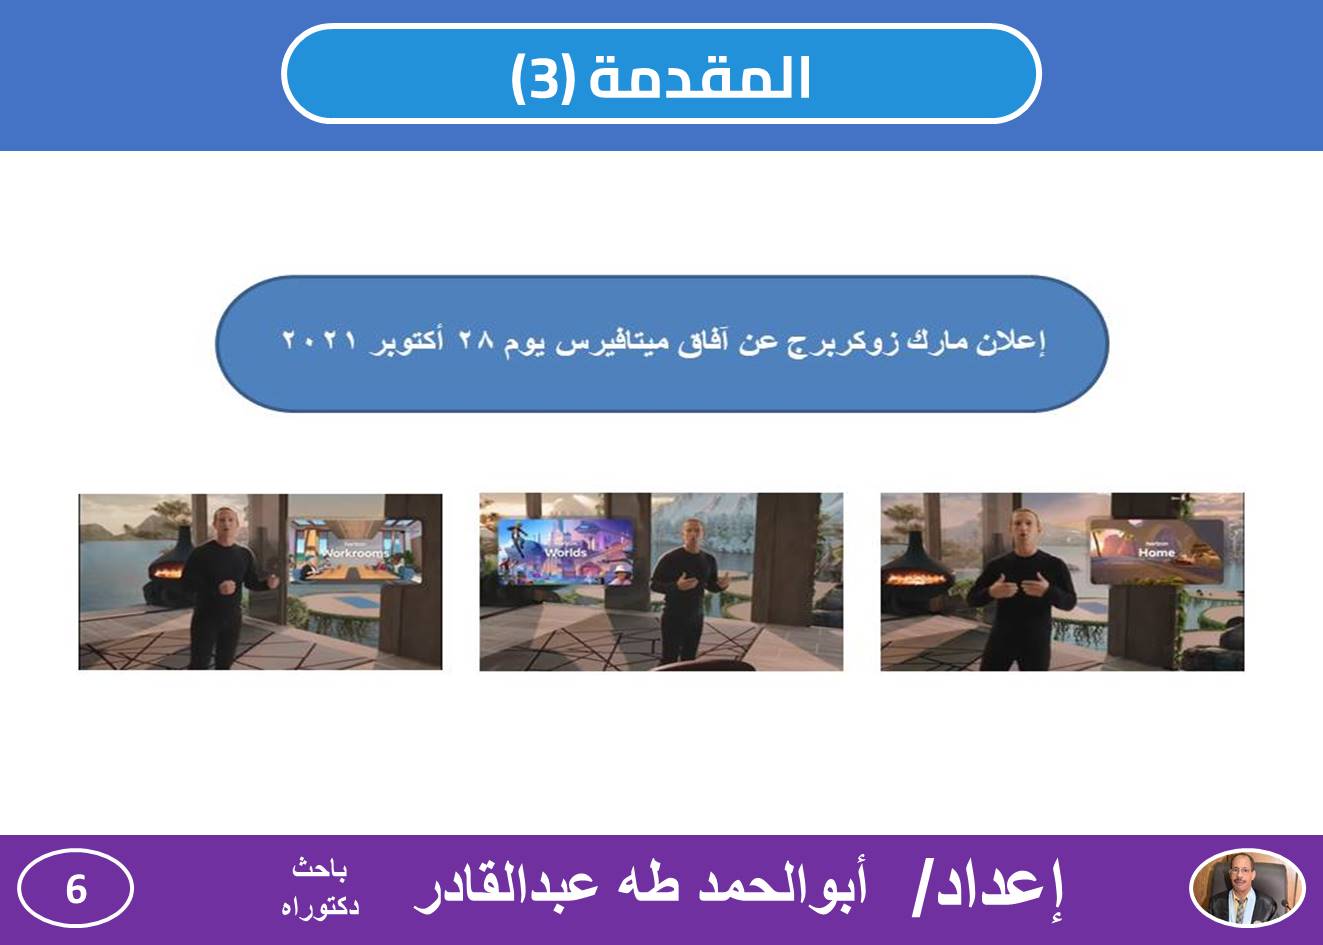 المقدمة (3)
إعلان مارك زوكربرج عن آفاق ميتافيرس يوم ٢٨ أكتوبر ٢٠٢١
Horizon
Home
Horizon
Worlds
Horizon
Workrooms
إعداد/ أبوالحمد طه عبدالقادر
باحث
دكتوراه
6